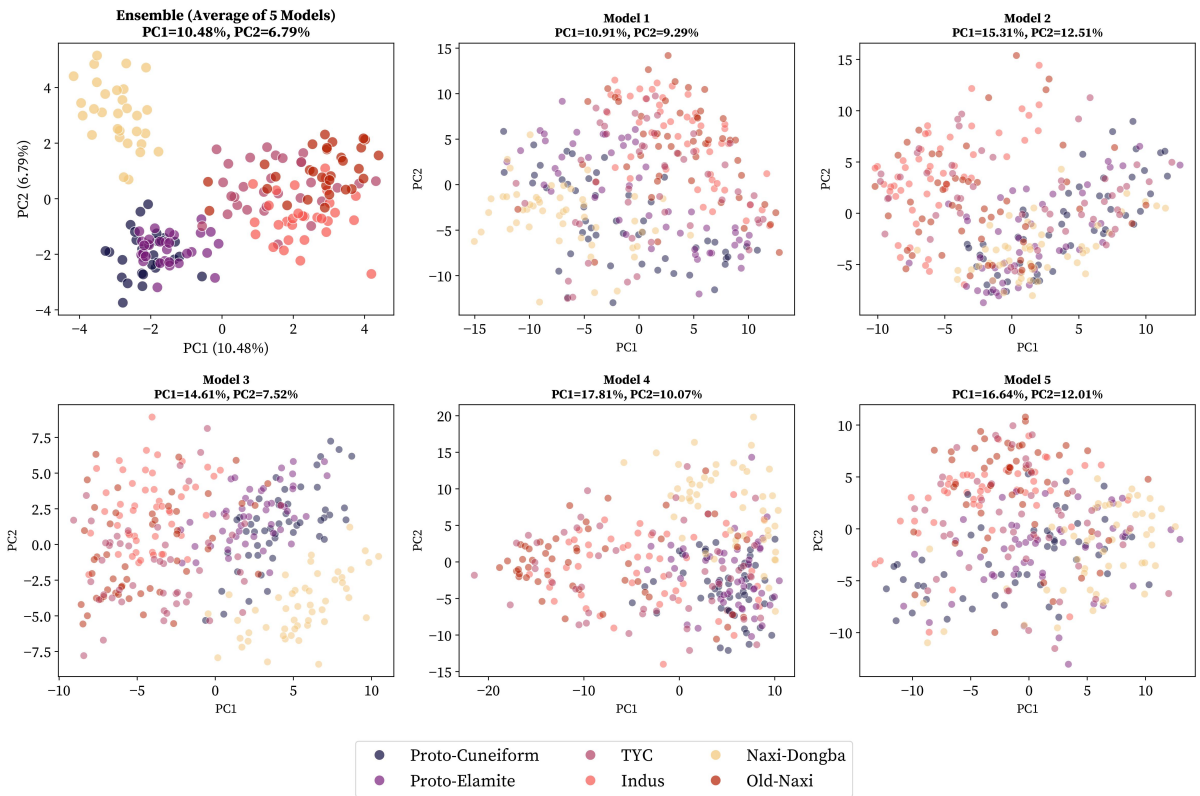 Ensemble (Average of 5 Models)
PC1=10.48%, PC2=6.79%
PC2 (6.79%)
4
2
0
−2
−4
−4 −2 0 2 4
PC1 (10.48%)
Model 1
PC1=10.91%, PC2=9.29%
PC2
15
10
5
0
−5
−10
−15 −10 −5 0 5 10
PC1
Model 2
PC1=15.31%, PC2=12.51%
PC2
15
10
5
0
−5
−10 −5 0 5 10
PC1
Model 3
PC1=14.61%, PC2=7.52%
PC2
7.5
5.0
2.5
0.0
−2.5
−5.0
−7.5
−10 −5 0 5 10
PC1
Model 4
PC1=17.81%, PC2=10.07%
PC2
20
15
10
5
0
−5
−10
−15
−20 −10 0 10
PC1
Model 5
PC1=16.64%, PC2=12.01%
PC2
10
5
0
−5
−10
−10 −5 0 5 10
PC1
Proto-Cuneiform TYC Naxi-Dongba
Proto-Elamite Indus Old-Naxi